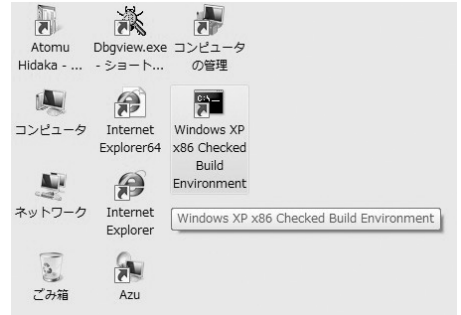 Atomu
Hidaka - ...
Dbgview.exe
- ショート...
コンピュータ
の管理
コンピュータ
Internet
Explorer64
Windows XP
x86 Checked
Build
Environment
ネットワーク
Internet
Explorer
Windows XP x86 Checked Build Environment
ごみ箱
Azu